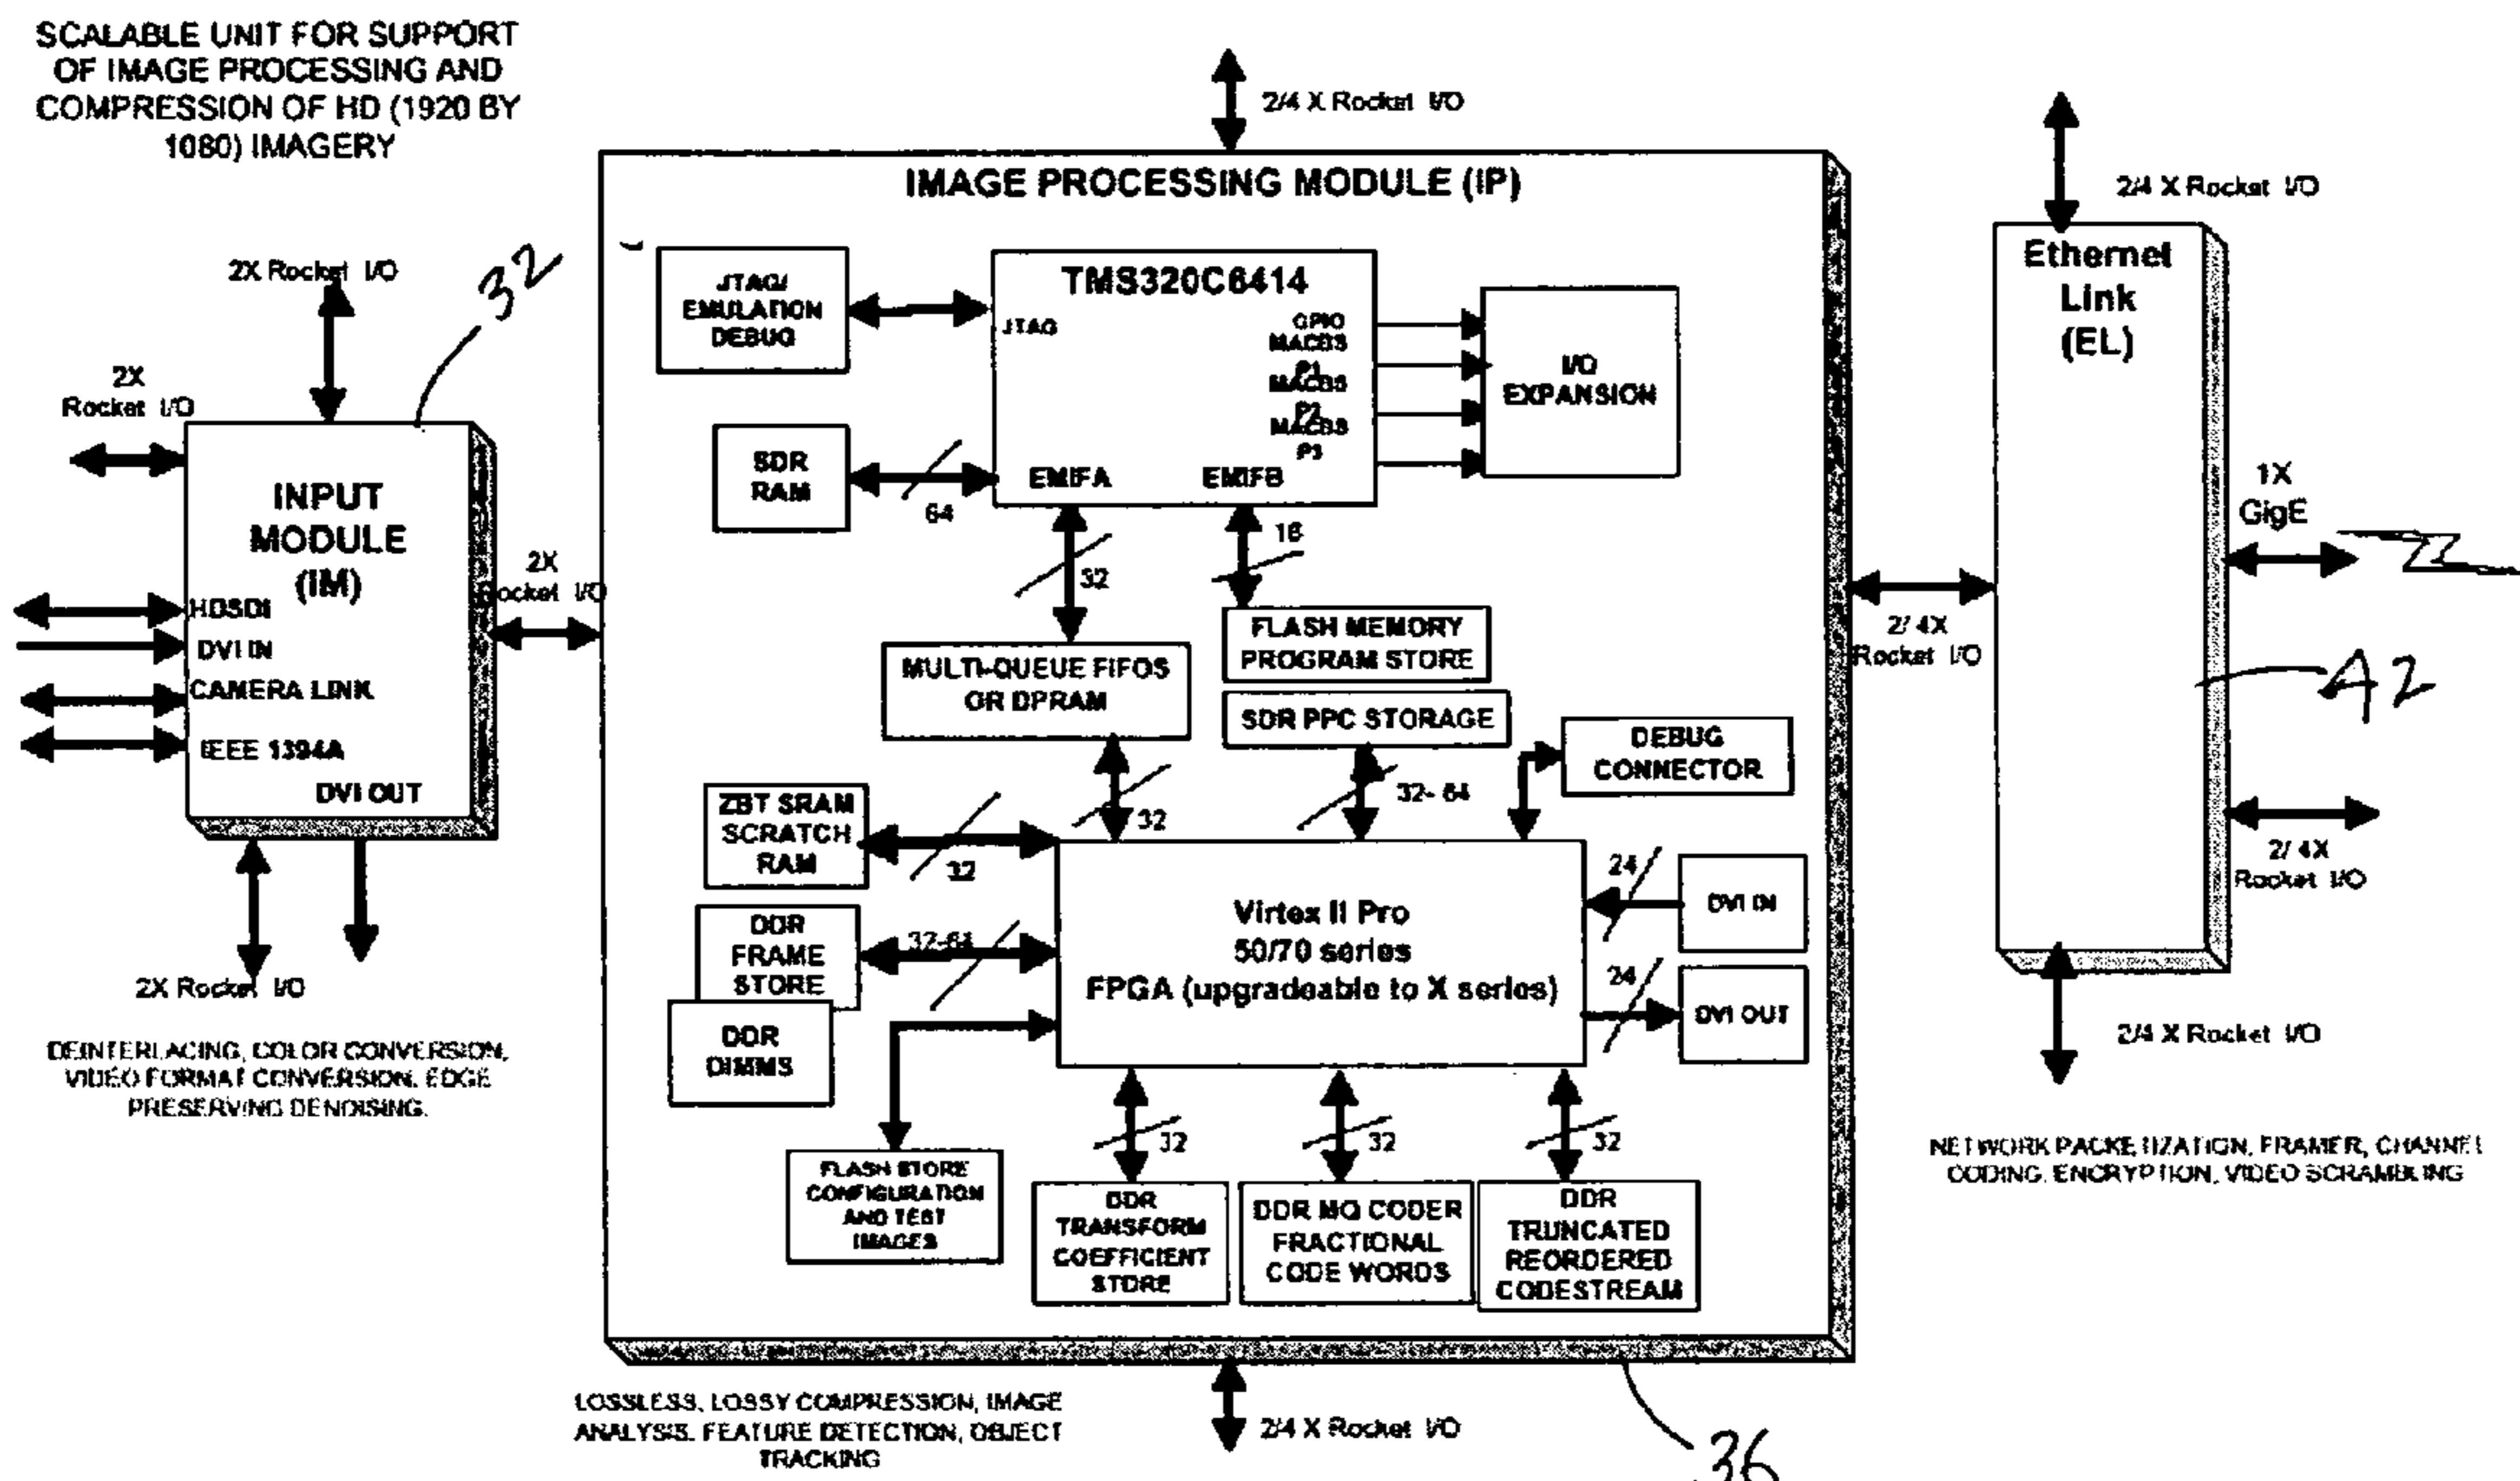 SCALABLE UNIT FOR SUPPORT
OF IMAGE PROCESSING AND
COMPRESSION OF HD (1920 BY
1080) IMAGERY
2X Rocket I/O
32
2X
Rocket I/O
INPUT
MODULE
(IM)
HDSDI
DVI IN
CAMERA LINK
IEEE 1394A
DVI OUT
2X Rocket I/O
DEINTERLACING, COLOR CONVERSION,
VIDEO FORMAT CONVERSION, EDGE
PRESERVING DENOISING.
2X
Rocket I/O
2/4 X Rocket I/O
IMAGE PROCESSING MODULE (IP)
JTAG/
EMULATION
DEBUG
TMS320C6414
JTAG
GPIO
MACBS
P1
MACBS
P2
MACBS
P3
EMIFA
EMIFB
I/O
EXPANSION
SDR
RAM
64
32
16
MULTI-QUEUE FIFOS
OR DPRAM
FLASH MEMORY
PROGRAM STORE
SDR PPC STORAGE
DEBUG
CONNECTOR
32
32-64
ZBT SRAM
SCRATCH
RAM
32
DDR
FRAME
STORE
32-64
DDR
DIMMS
Virtex II Pro
50/70 series
FPGA (upgradeable to X series)
24
DVI IN
24
DVI OUT
32
32
32
FLASH STORE
CONFIGURATION
AND TEST
IMAGES
DDR
TRANSFORM
COEFFICIENT
STORE
DDR MQ CODER
FRACTIONAL
CODE WORDS
DDR
TRUNCATED
REORDERED
CODESTREAM
LOSSLESS, LOSSY COMPRESSION, IMAGE
ANALYSIS, FEATURE DETECTION, OBJECT
TRACKING
2/4 X Rocket I/O
36
2/4 X Rocket I/O
Ethernet
Link
(EL)
1X
GigE
2/ 4X
Rocket I/O
42
2/ 4X
Rocket I/O
2/4 X Rocket I/O
NETWORK PACKETIZATION, FRAMER, CHANNEL
CODING, ENCRYPTION, VIDEO SCRAMBLING